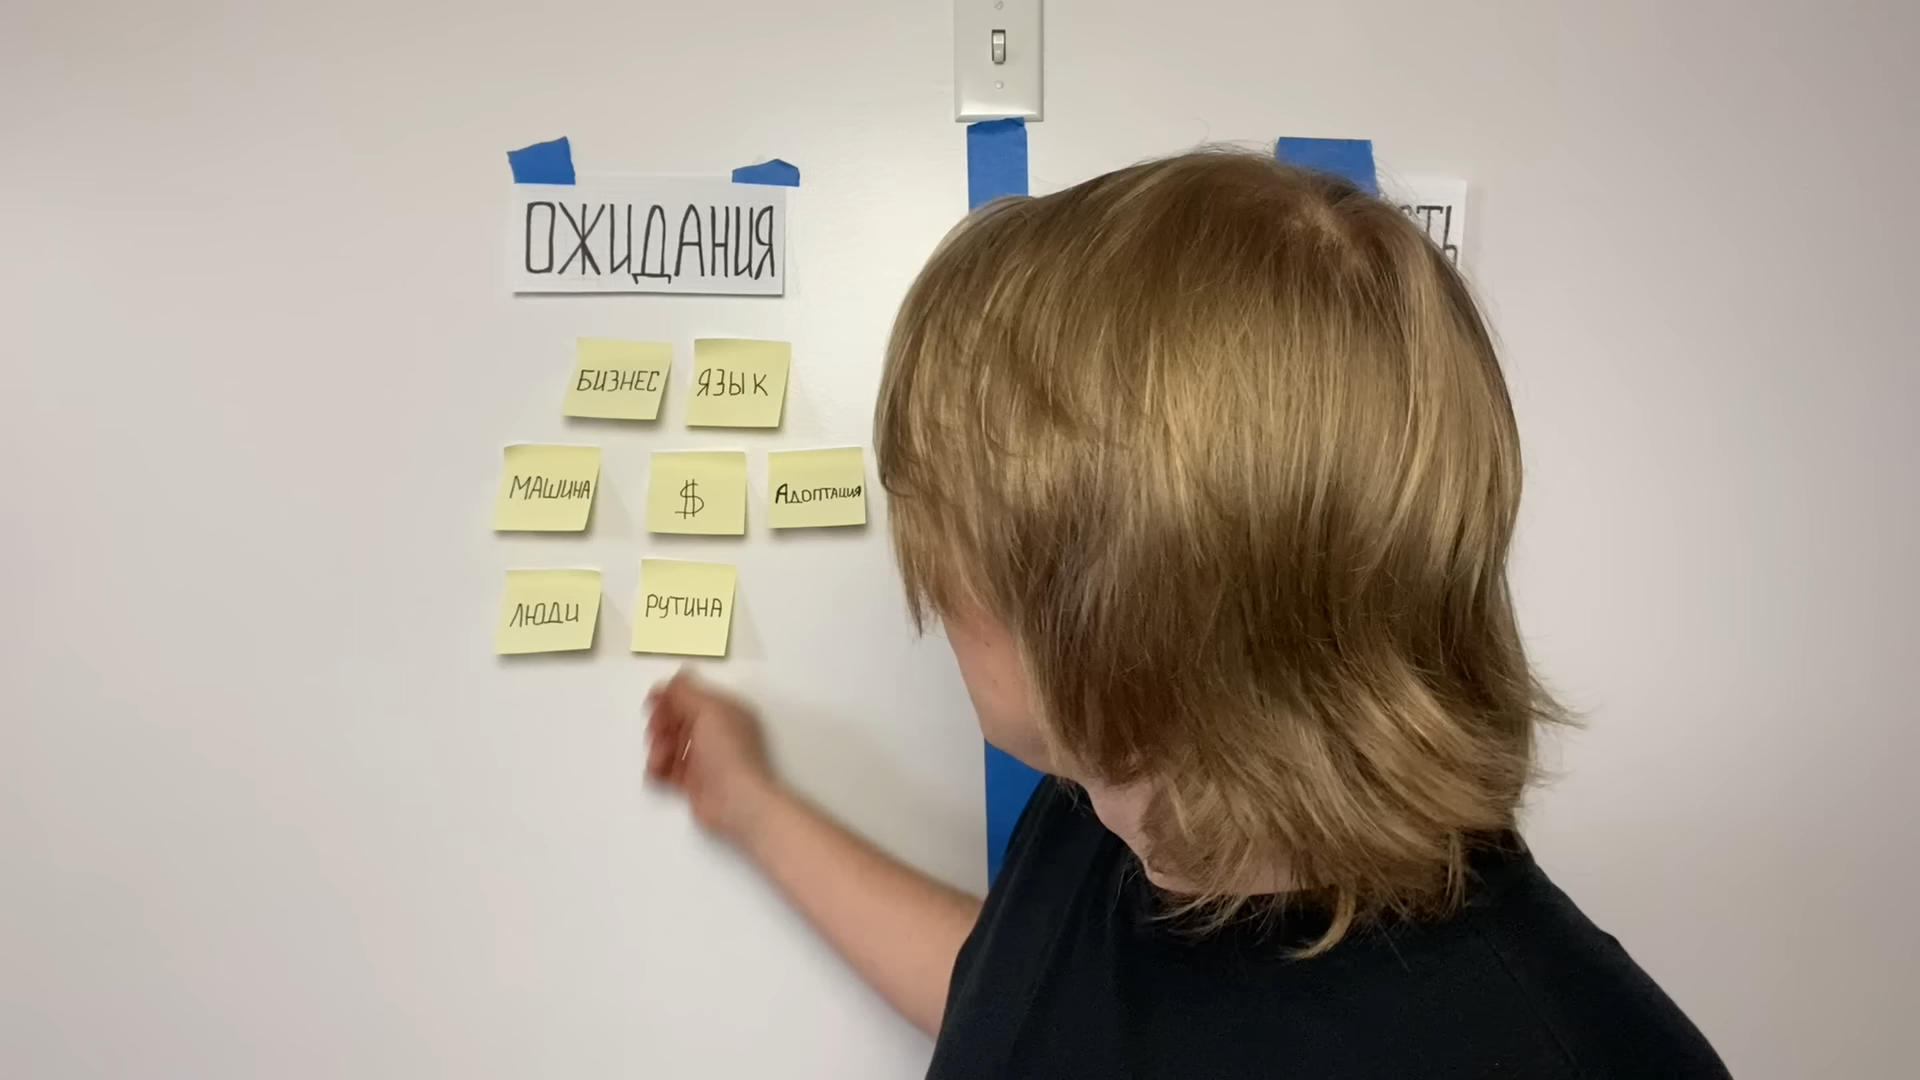 ОЖИДАНИЯ
БИЗНЕС
ЯЗЫК
МАШИНА
$
АДОПТАЦИЯ
ЛЮДИ
РУТИНА